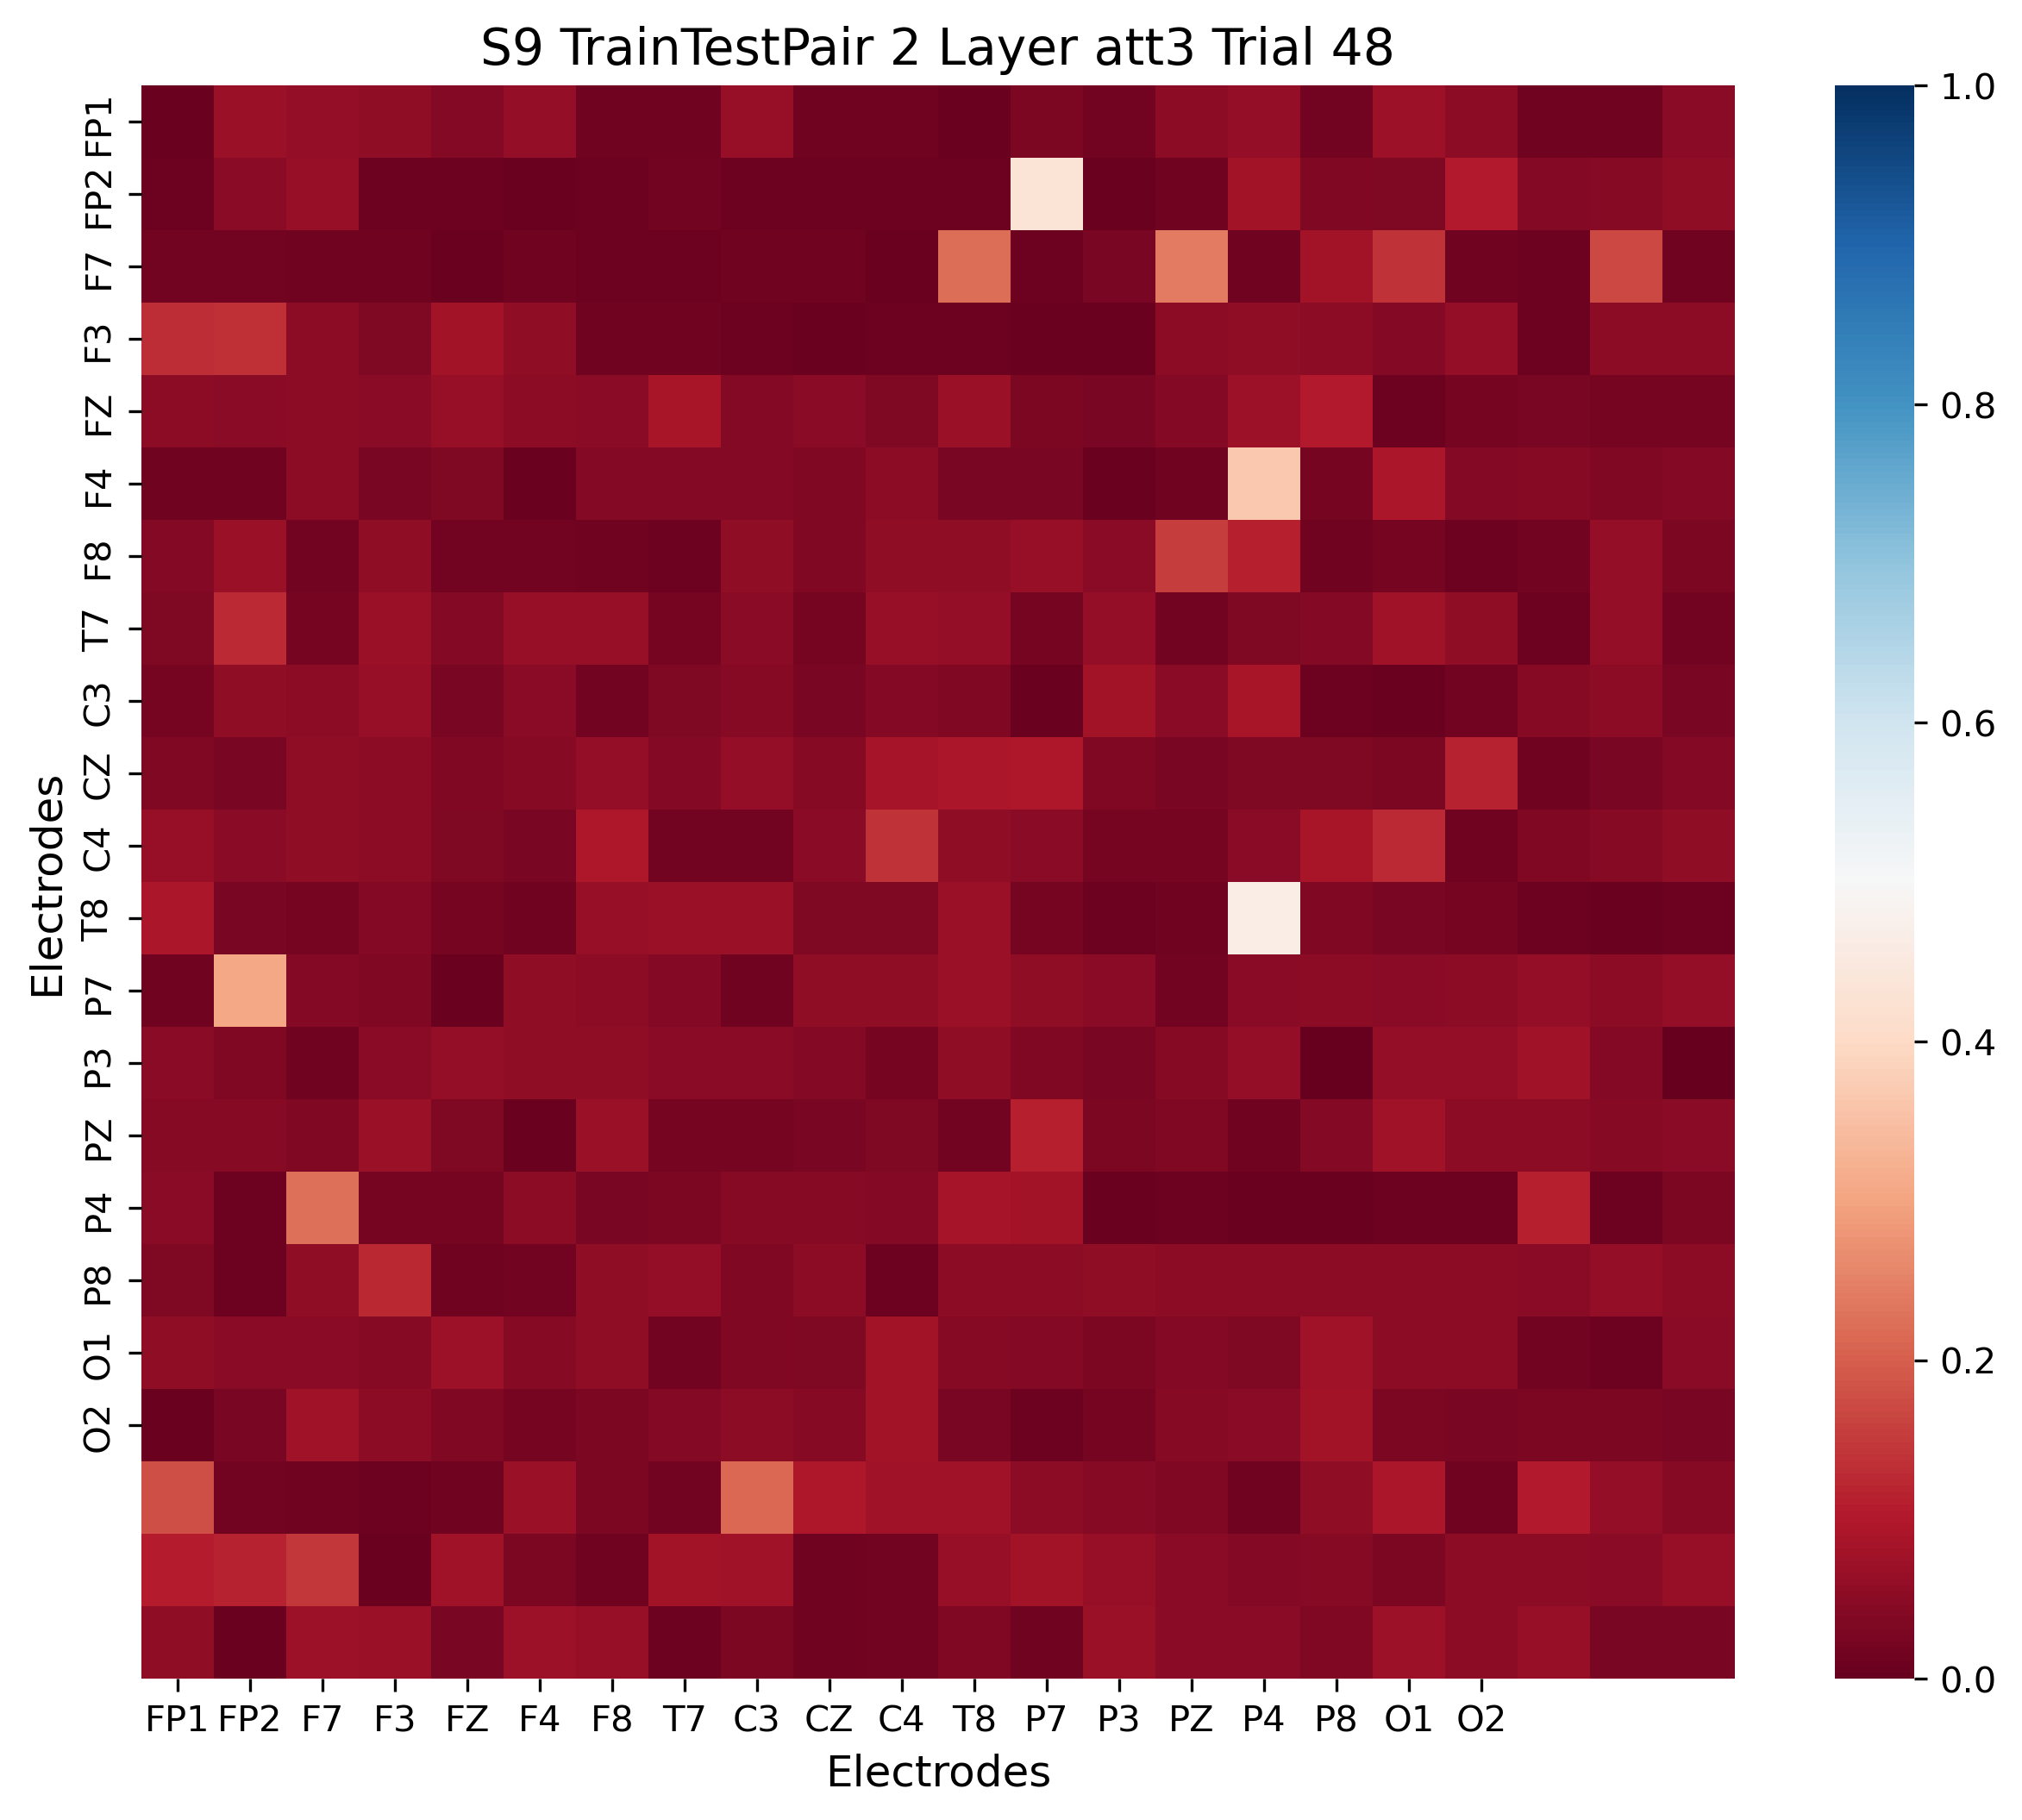 S9 TrainTestPair 2 Layer att3 Trial 48
Electrodes
FP1
FP2
F7
F3
FZ
F4
F8
T7
C3
CZ
C4
T8
P7
P3
PZ
P4
P8
O1
O2
FP1 FP2 F7 F3 FZ F4 F8 T7 C3 CZ C4 T8 P7 P3 PZ P4 P8 O1 O2
Electrodes
1.0
0.8
0.6
0.4
0.2
0.0